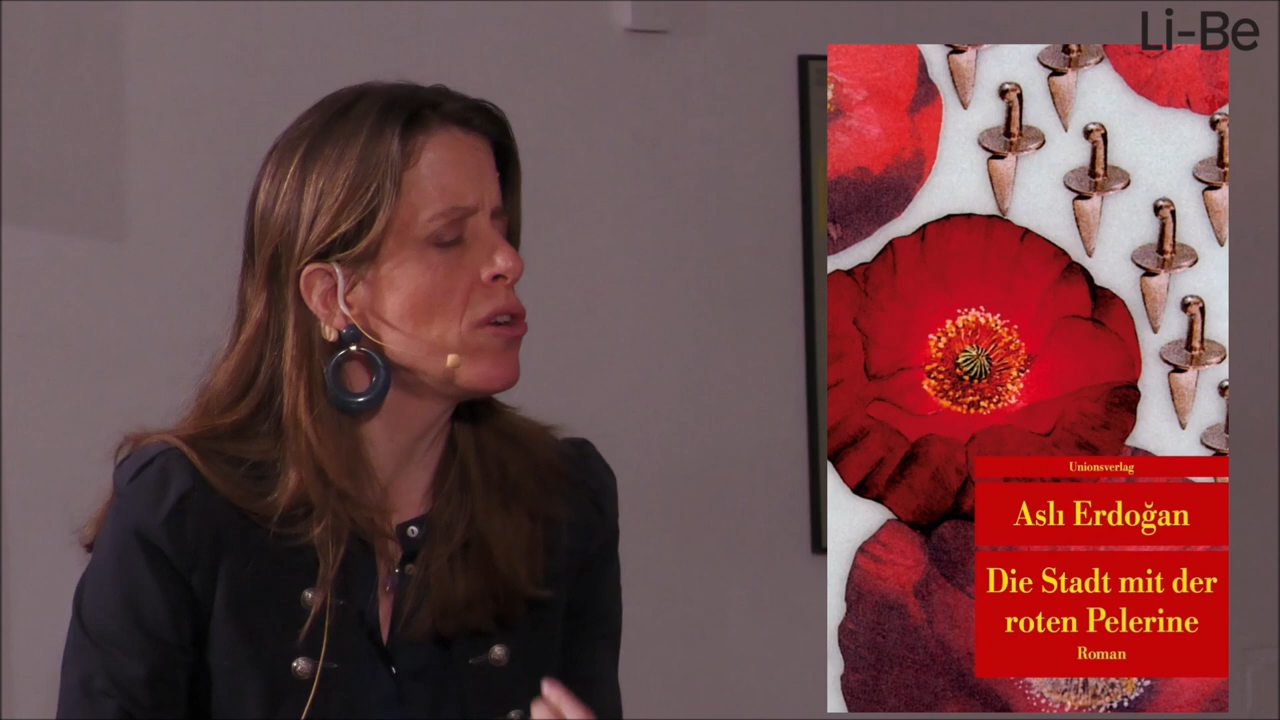 Li-Be
Unionsverlag
Aslı Erdoğan
Die Stadt mit der
roten Pelerine
Roman